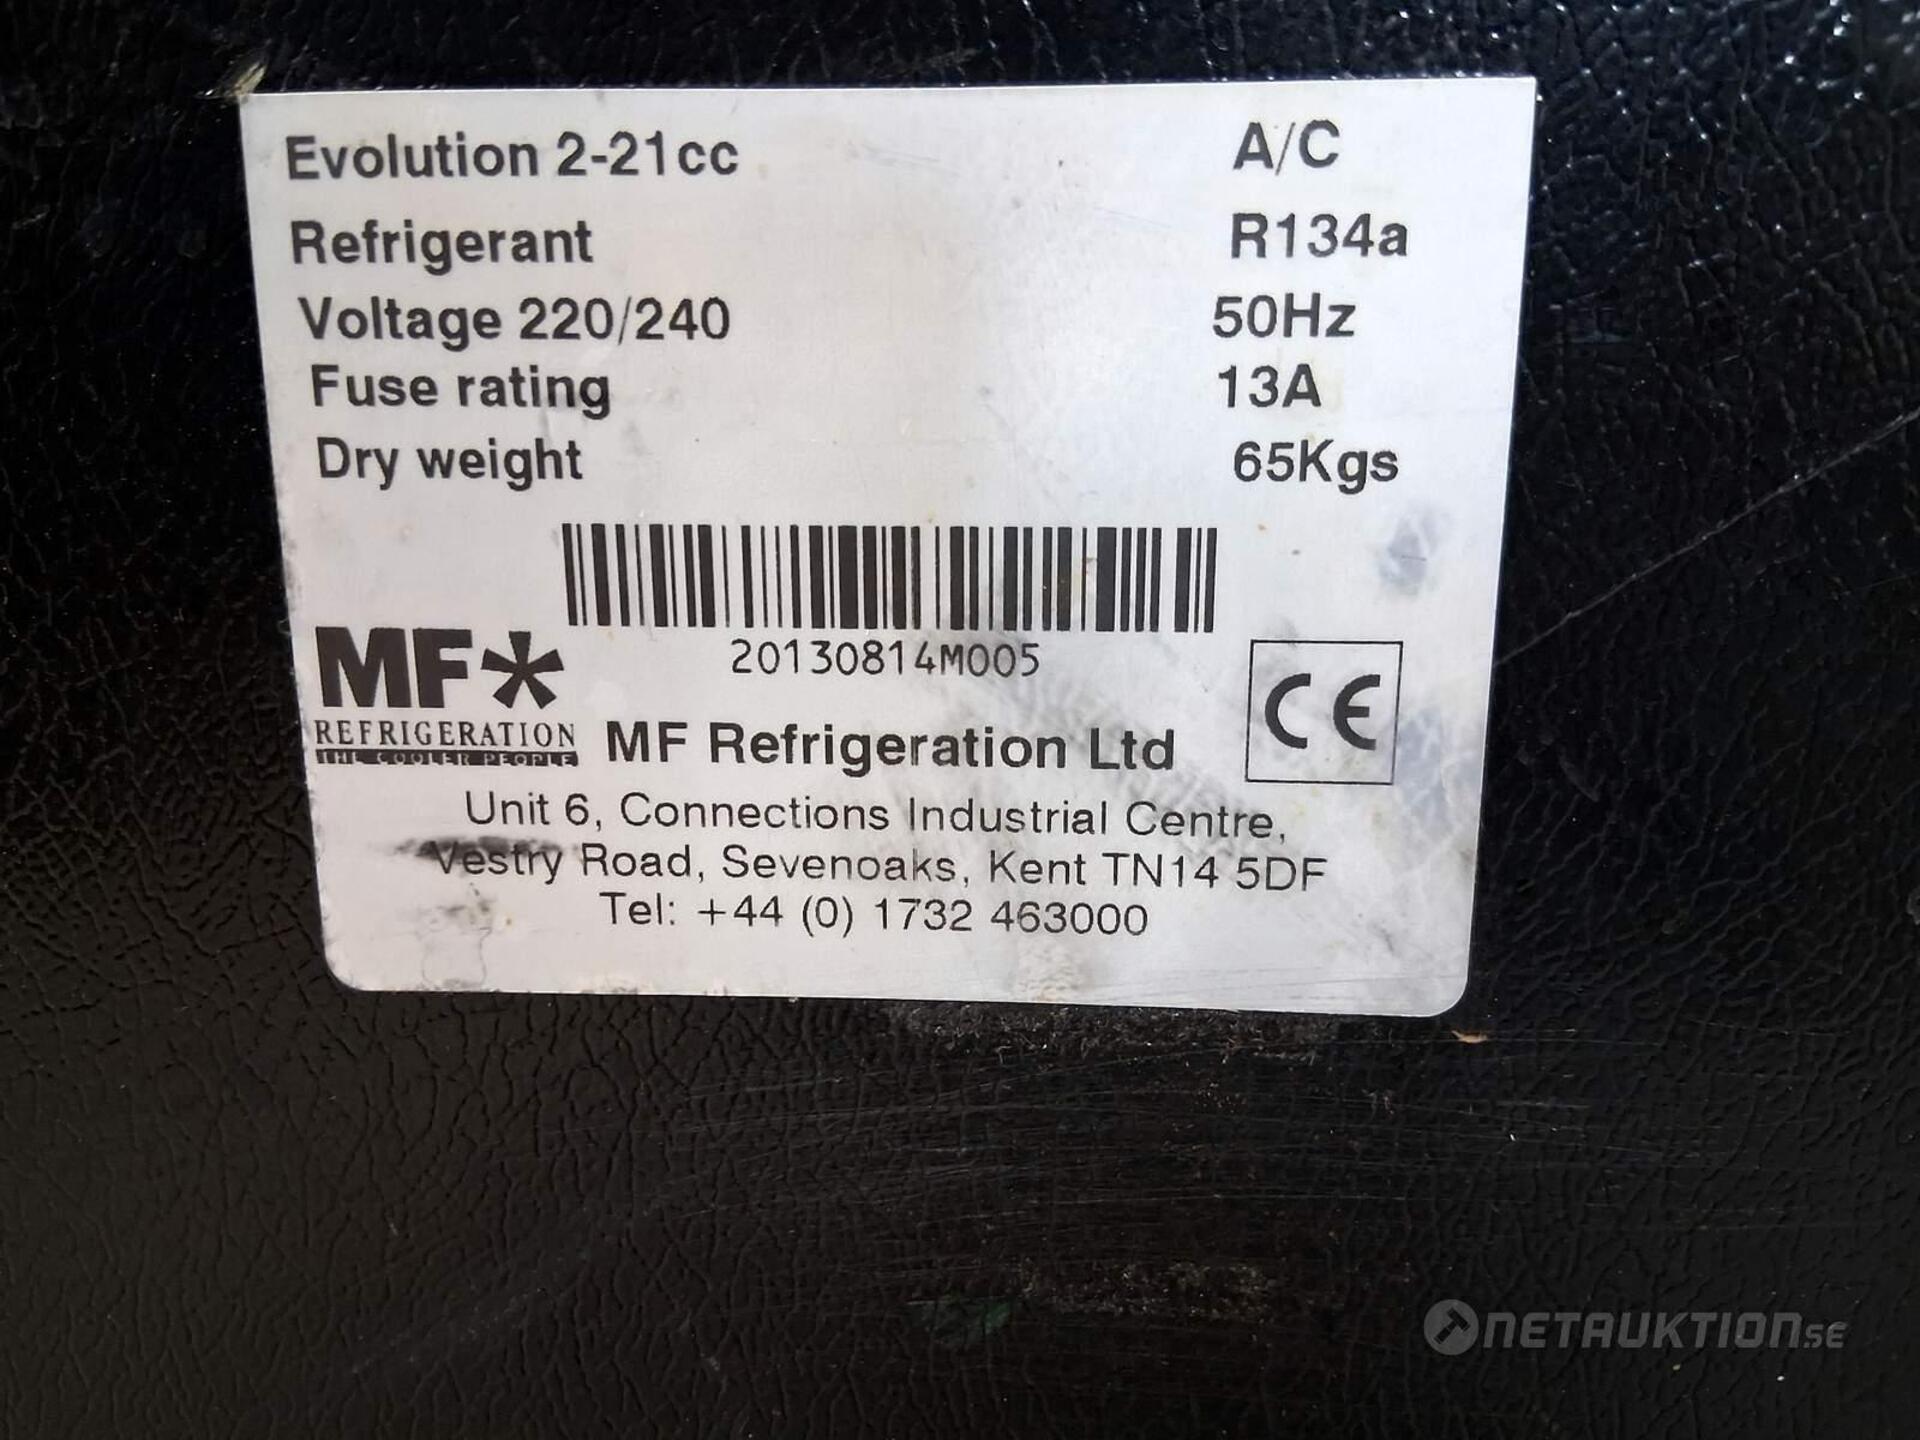 Evolution 2-21cc A/C
Refrigerant R134a
Voltage 220/240 50Hz
Fuse rating 13A
Dry weight 65Kgs
20130814M005
MF*
REFRIGERATION
THE COOLER PEOPLE
MF Refrigeration Ltd
CE
Unit 6, Connections Industrial Centre,
Vestry Road, Sevenoaks, Kent TN14 5DF
Tel: +44 (0) 1732 463000
NETAUKTION.SE